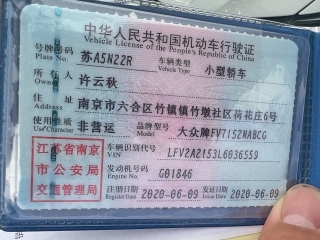 中华人民共和国机动车行驶证
Vehicle License of the People's Republic of China
号牌号码 Plate No. 苏A5N22R 车辆类型 Vehicle Type 小型轿车
所有人 Owner 许云秋
住址 Address 南京市六合区竹镇镇竹墩社区荷花庄6号
使用性质 Use Character 非营运 品牌型号 Model 大众牌FV7152NABCG
江苏省南京市公安局交通管理局
车辆识别代号 VIN LFV2A2153L6036559
发动机号码 Engine No. G01846
注册日期 Register Date 2020-06-09 发证日期 Issue Date 2020-06-09